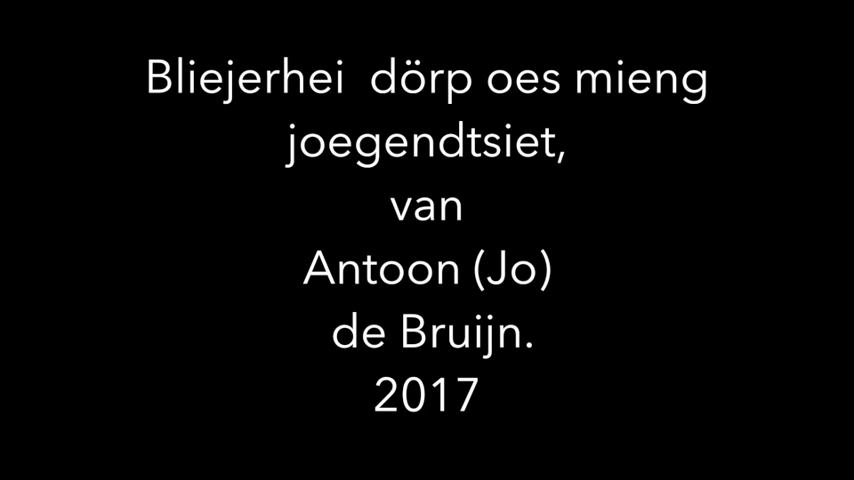 Bliejerhei dörp oes mieng
joegendtsiet,
van
Antoon (Jo)
de Bruijn.
2017